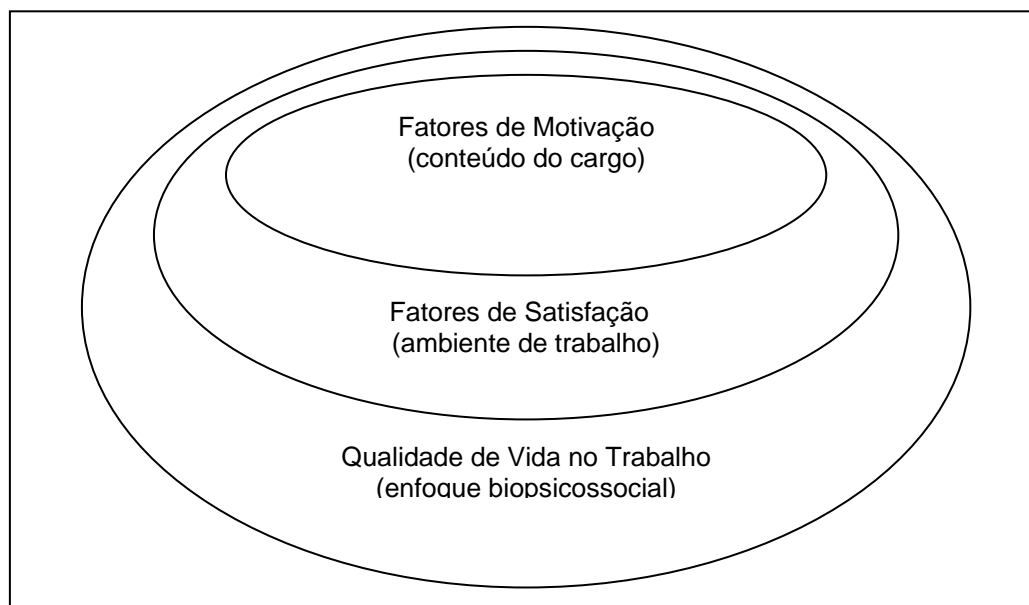 Fatores de Motivação
(conteúdo do cargo)
Fatores de Satisfação
(ambiente de trabalho)
Qualidade de Vida no Trabalho
(enfoque biopsicossocial)